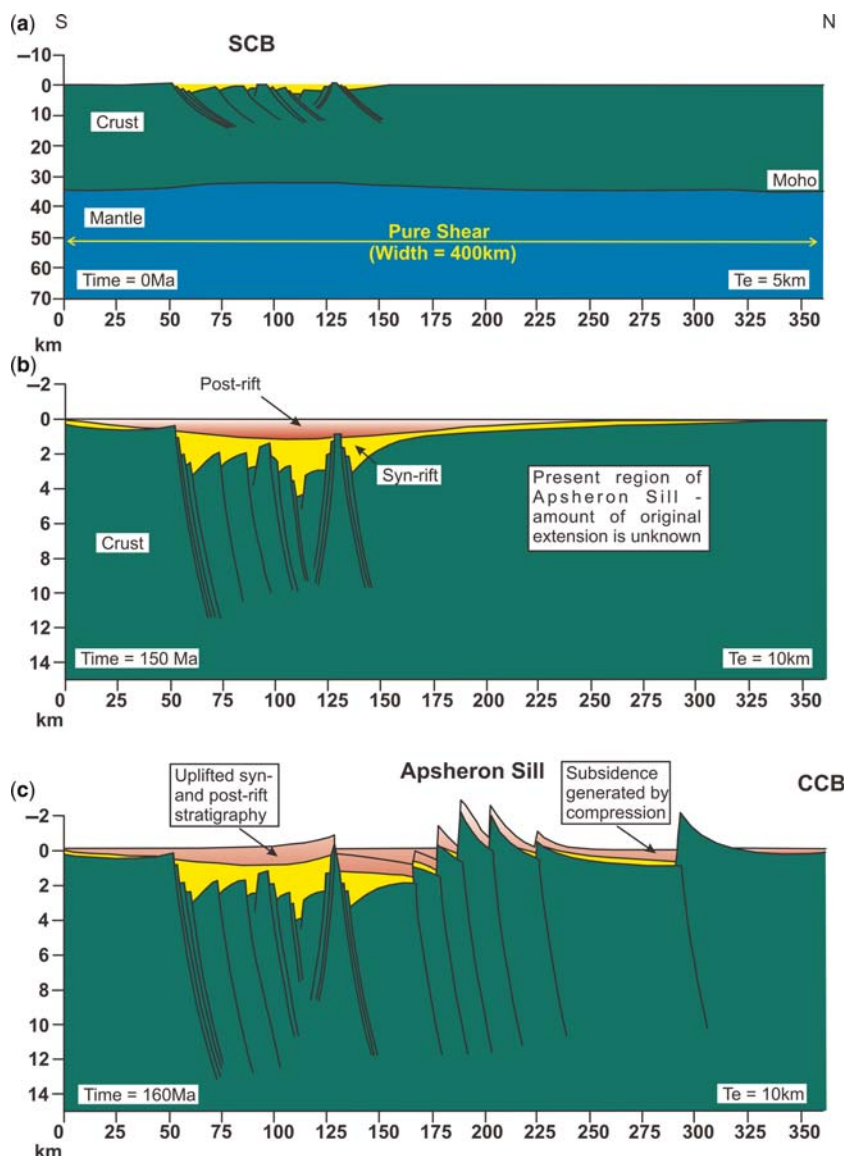 (a) S N
SCB
–10
0
10
20
30
40
50
60
70
Crust
Moho
Mantle
Pure Shear
(Width = 400km)
Time = 0Ma Te = 5km
0 25 50 75 100 125 150 175 200 225 250 275 300 325 350
km
(b)
–2
0
2
4
6
8
10
12
14
Post-rift
Syn-rift
Crust
Present region of
Apsheron Sill -
amount of original
extension is unknown
Time = 150 Ma Te = 10km
0 25 50 75 100 125 150 175 200 225 250 275 300 325 350
km
(c)
Apsheron Sill
CCB
Uplifted syn-
and post-rift
stratigraphy
Subsidence
generated by
compression
–2
0
2
4
6
8
10
12
14
Time = 160Ma Te = 10km
0 25 50 75 100 125 150 175 200 225 250 275 300 325 350
km